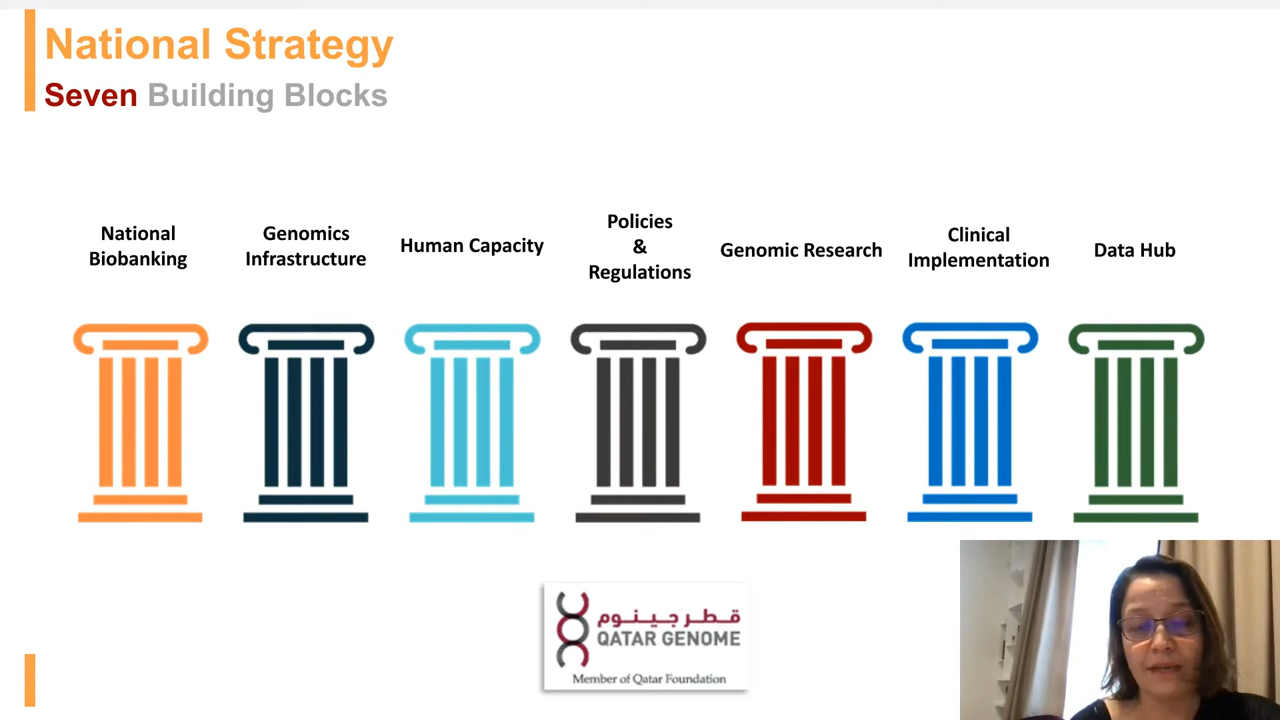 National Strategy
Seven Building Blocks
National
Biobanking
Genomics
Infrastructure
Human Capacity
Policies
&
Regulations
Genomic Research
Clinical
Implementation
Data Hub
قطر جينوم
QATAR GENOME
Member of Qatar Foundation